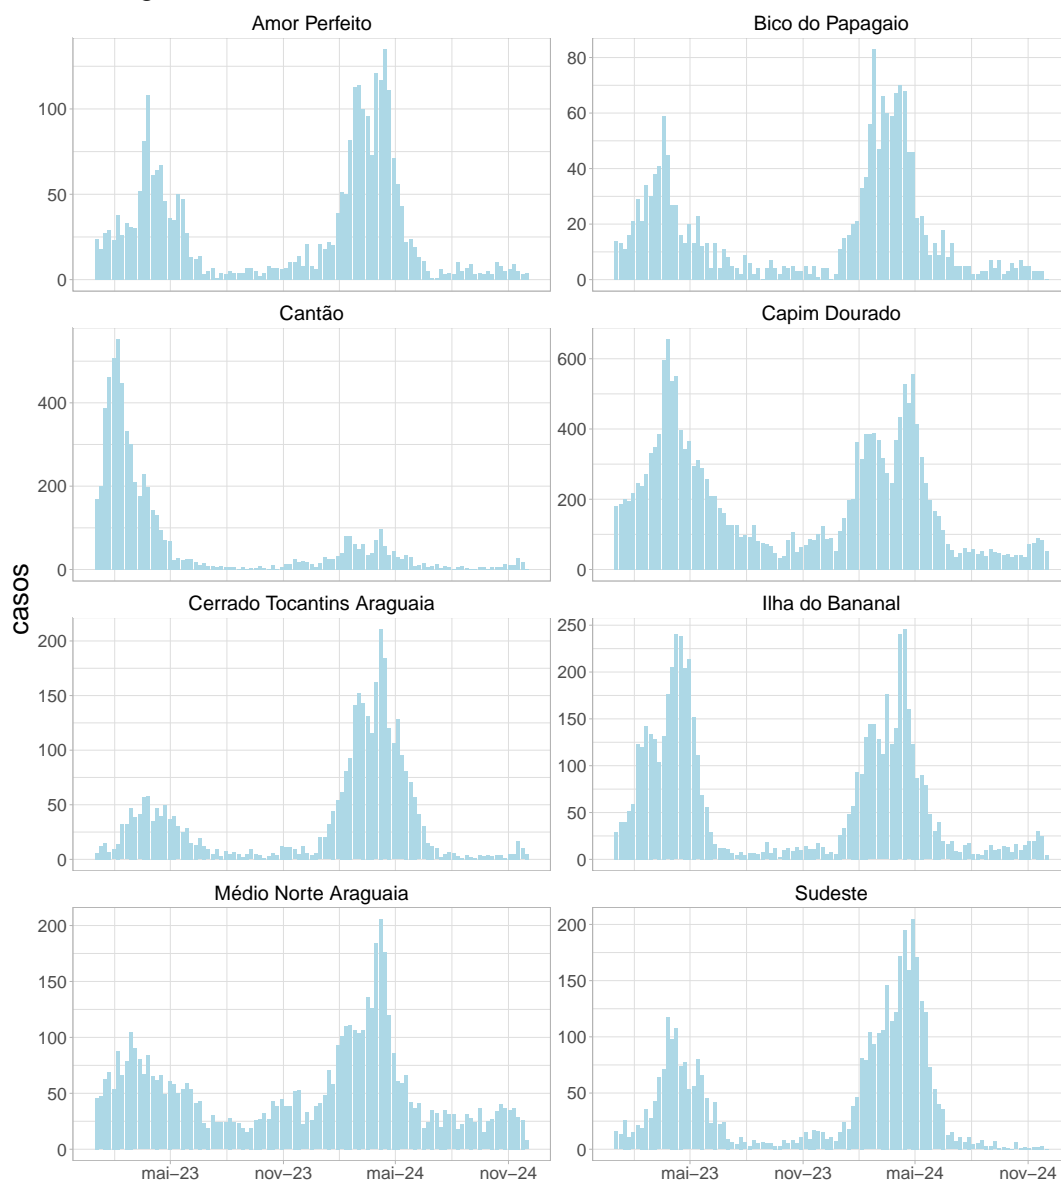 Amor Perfeito
Bico do Papagaio
100
50
0
80
60
40
20
0
Cantão
Capim Dourado
400
200
0
600
400
200
0
casos
Cerrado Tocantins Araguaia
Ilha do Bananal
200
150
100
50
0
250
200
150
100
50
0
Médio Norte Araguaia
Sudeste
200
150
100
50
0
200
150
100
50
0
mai–23
nov–23
mai–24
nov–24
mai–23
nov–23
mai–24
nov–24